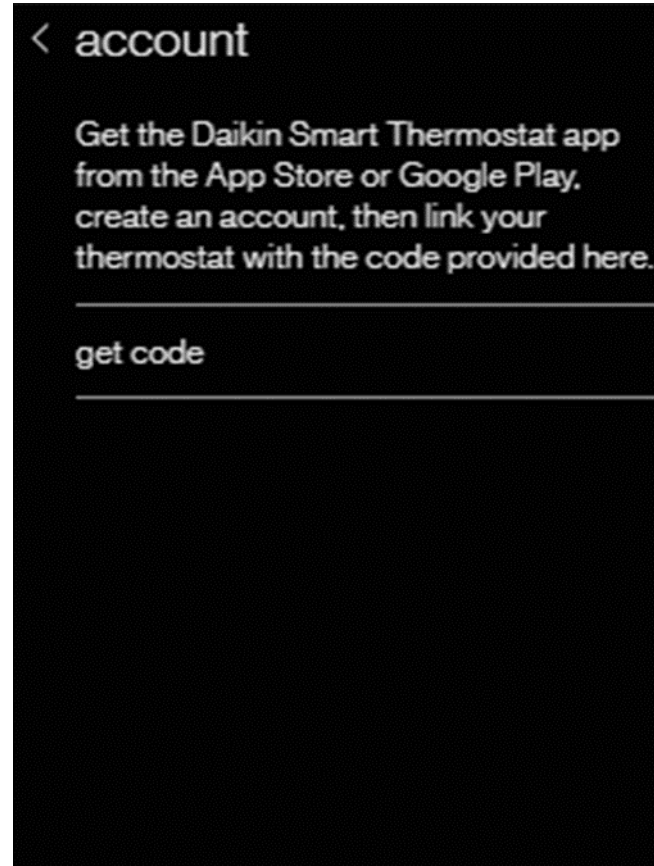 account
Get the Daikin Smart Thermostat app
from the App Store or Google Play,
create an account, then link your
thermostat with the code provided here.
get code